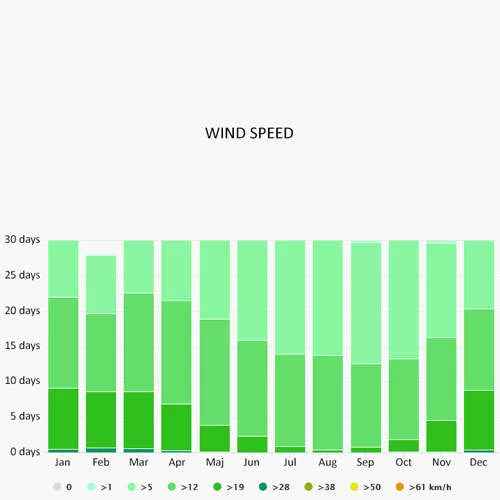 WIND SPEED
30 days
25 days
20 days
15 days
10 days
5 days
0 days
Jan Feb Mar Apr Maj Jun Jul Aug Sep Oct Nov Dec
0 >1 >5 >12 >19 >28 >38 >50 >61 km/h